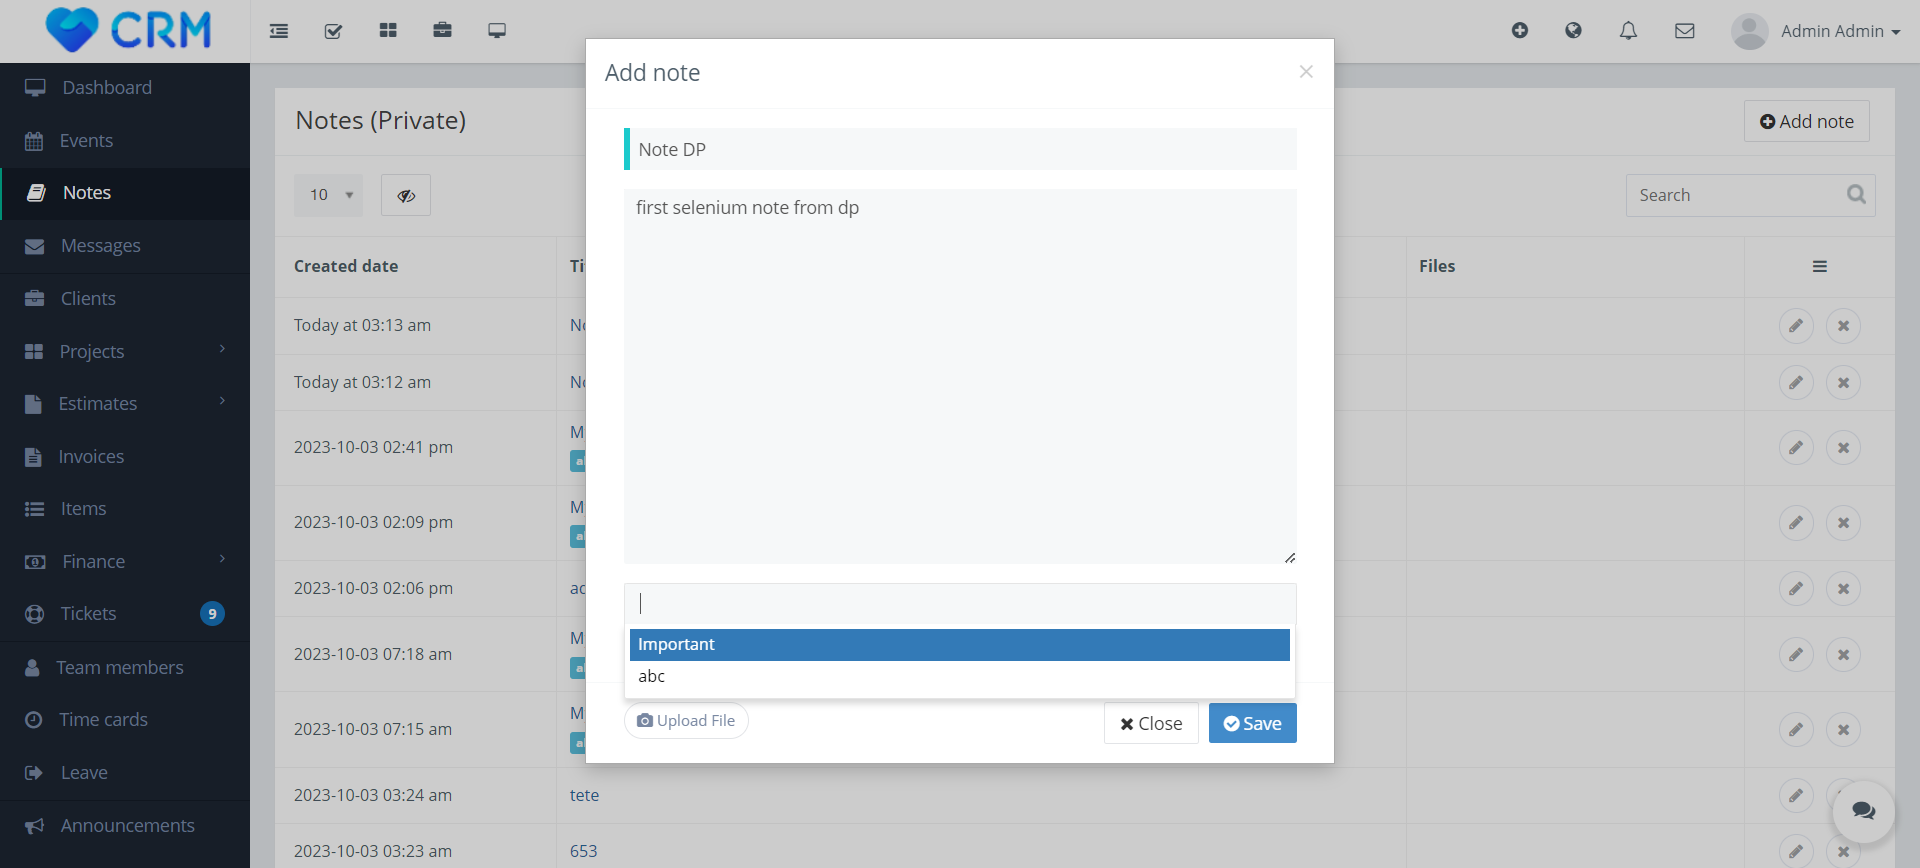 CRM
Admin Admin
Dashboard
Events
Notes
Messages
Clients
Projects
Estimates
Invoices
Items
Finance
Tickets 9
Team members
Time cards
Leave
Announcements
Notes (Private)
Add note
10
Search
Created date
Files
Today at 03:13 am
Today at 03:12 am
2023-10-03 02:41 pm
2023-10-03 02:09 pm
2023-10-03 02:06 pm
2023-10-03 07:18 am
2023-10-03 07:15 am
2023-10-03 03:24 am tete
2023-10-03 03:23 am 653
Add note
Note DP
first selenium note from dp
Important
abc
Upload File
Close
Save